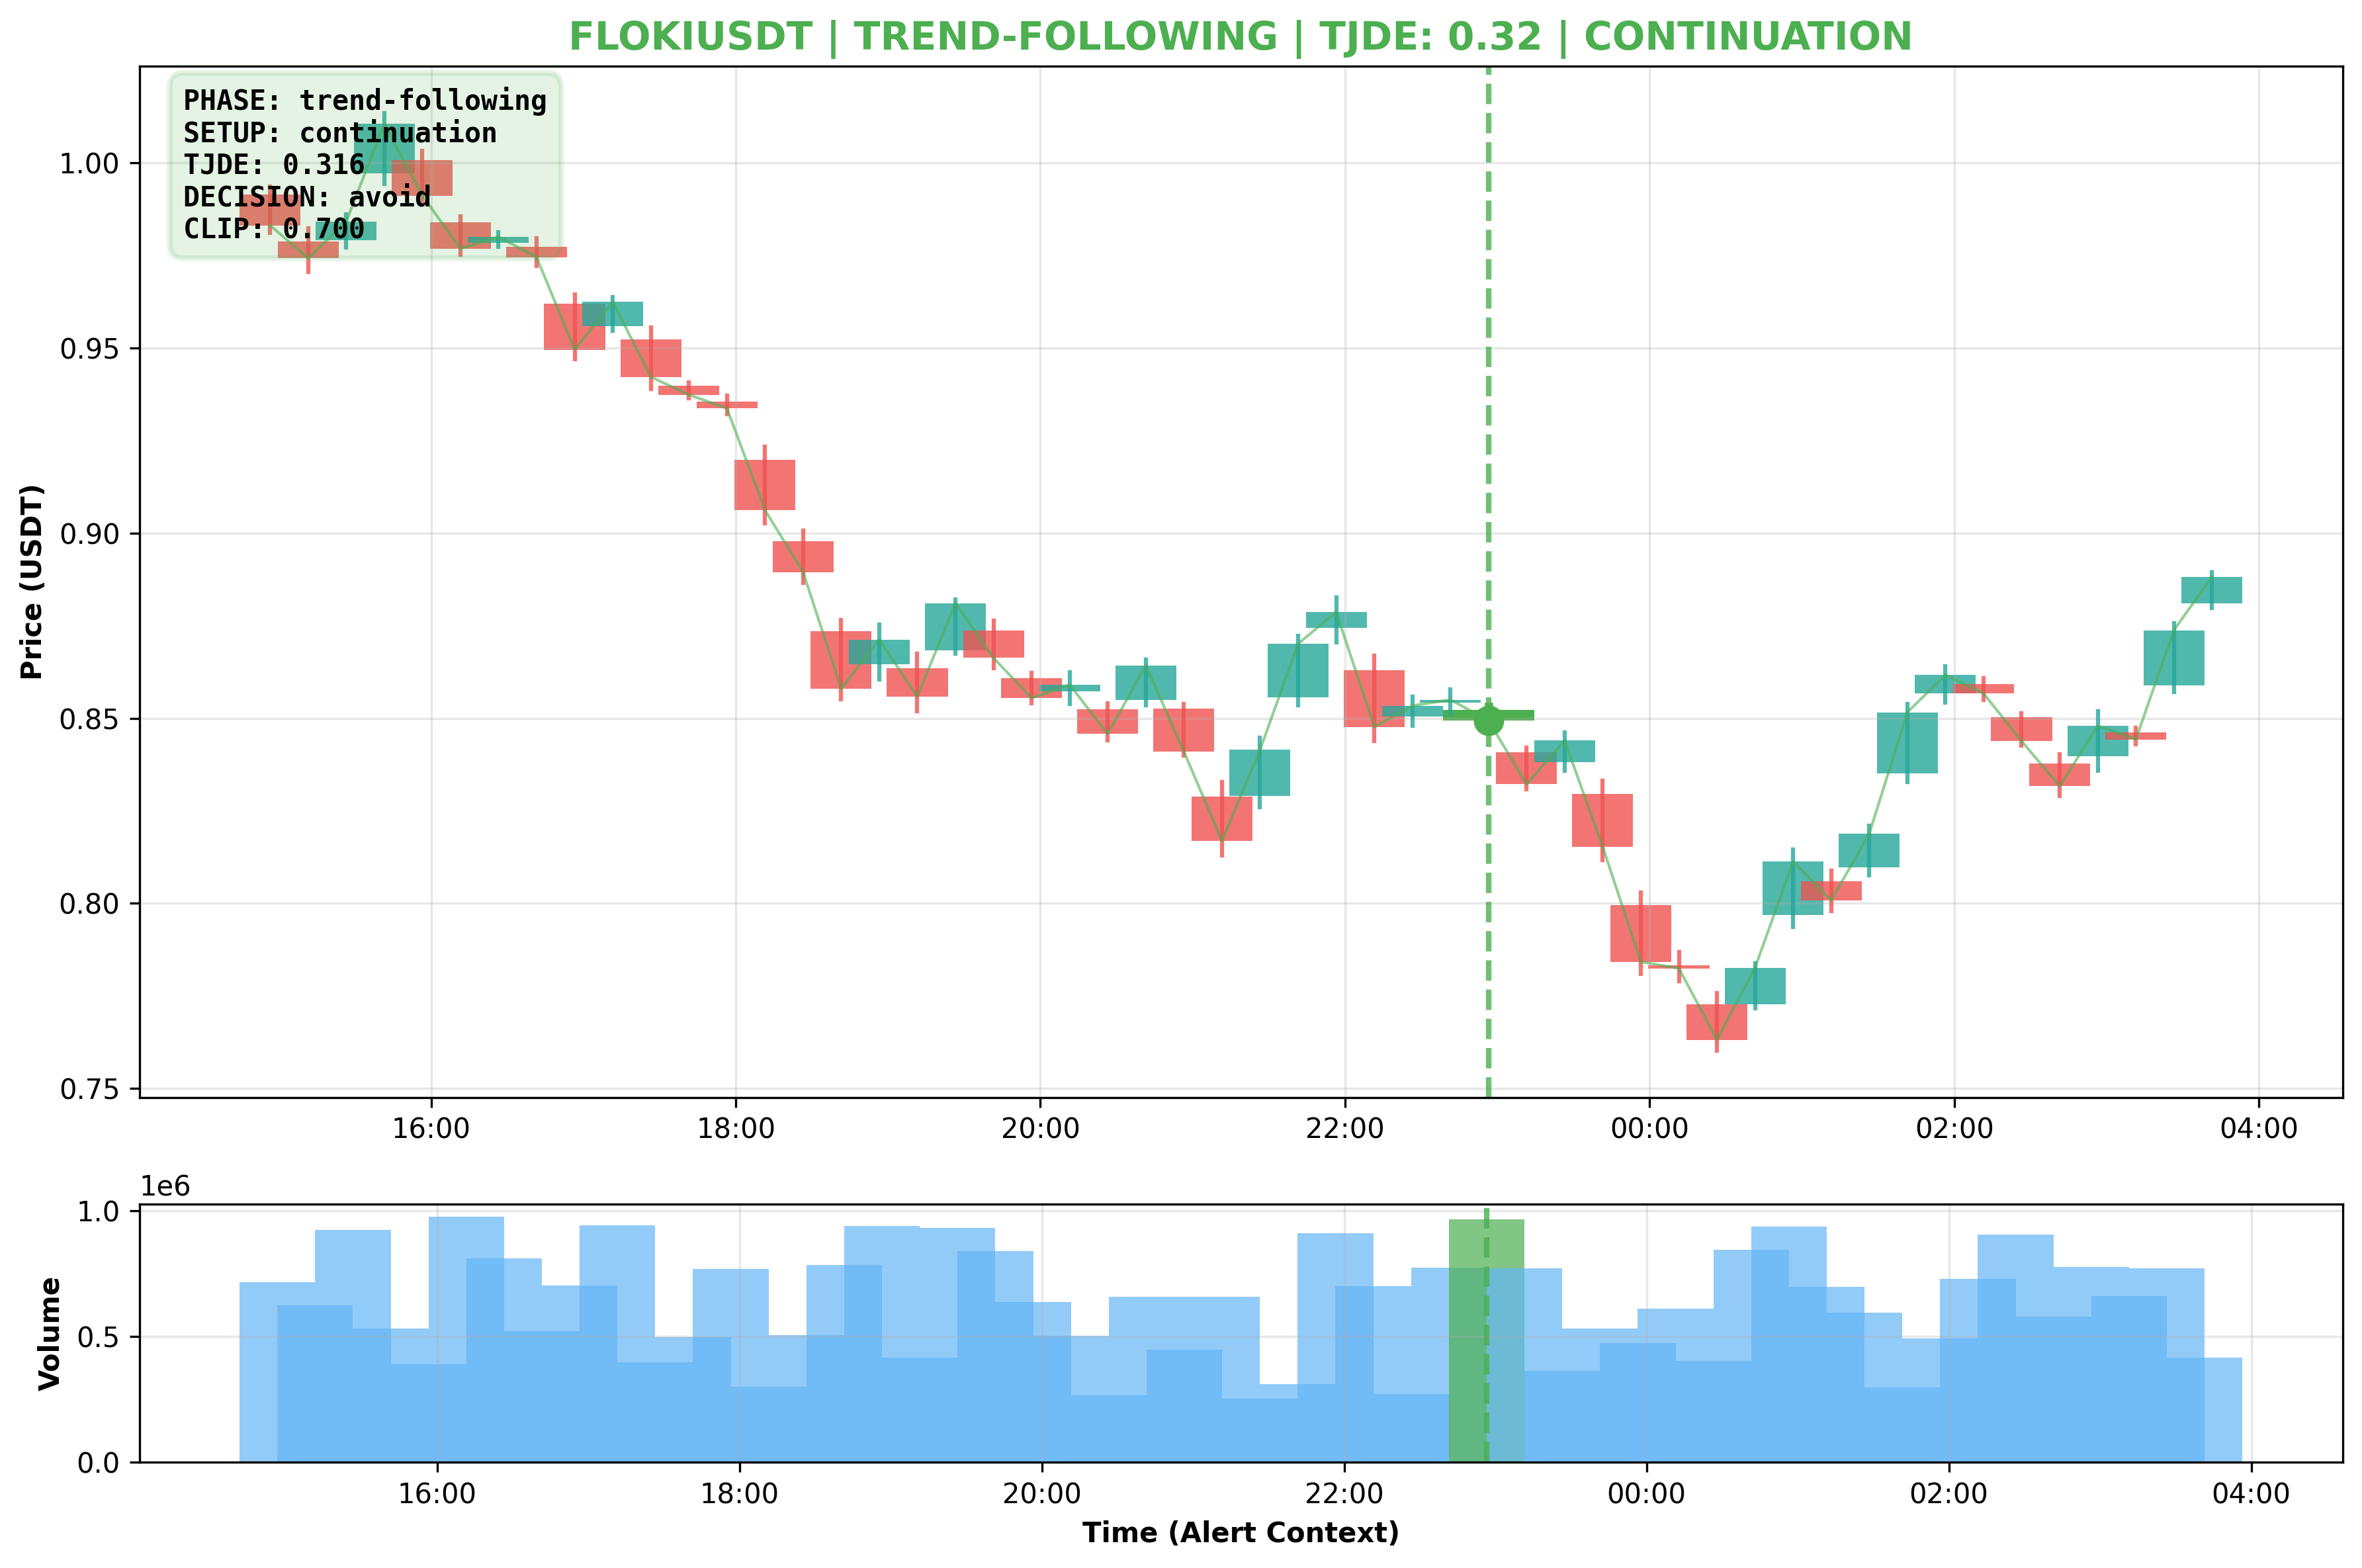 FLOKIUSDT | TREND-FOLLOWING | TJDE: 0.32 | CONTINUATION
PHASE: trend-following
SETUP: continuation
TJDE: 0.316
DECISION: avoid
CLIP: 0.700
Price (USDT)
1.00
0.95
0.90
0.85
0.80
0.75
16:00 18:00 20:00 22:00 00:00 02:00 04:00
1e6
Volume
1.0
0.5
0.0
16:00 18:00 20:00 22:00 00:00 02:00 04:00
Time (Alert Context)